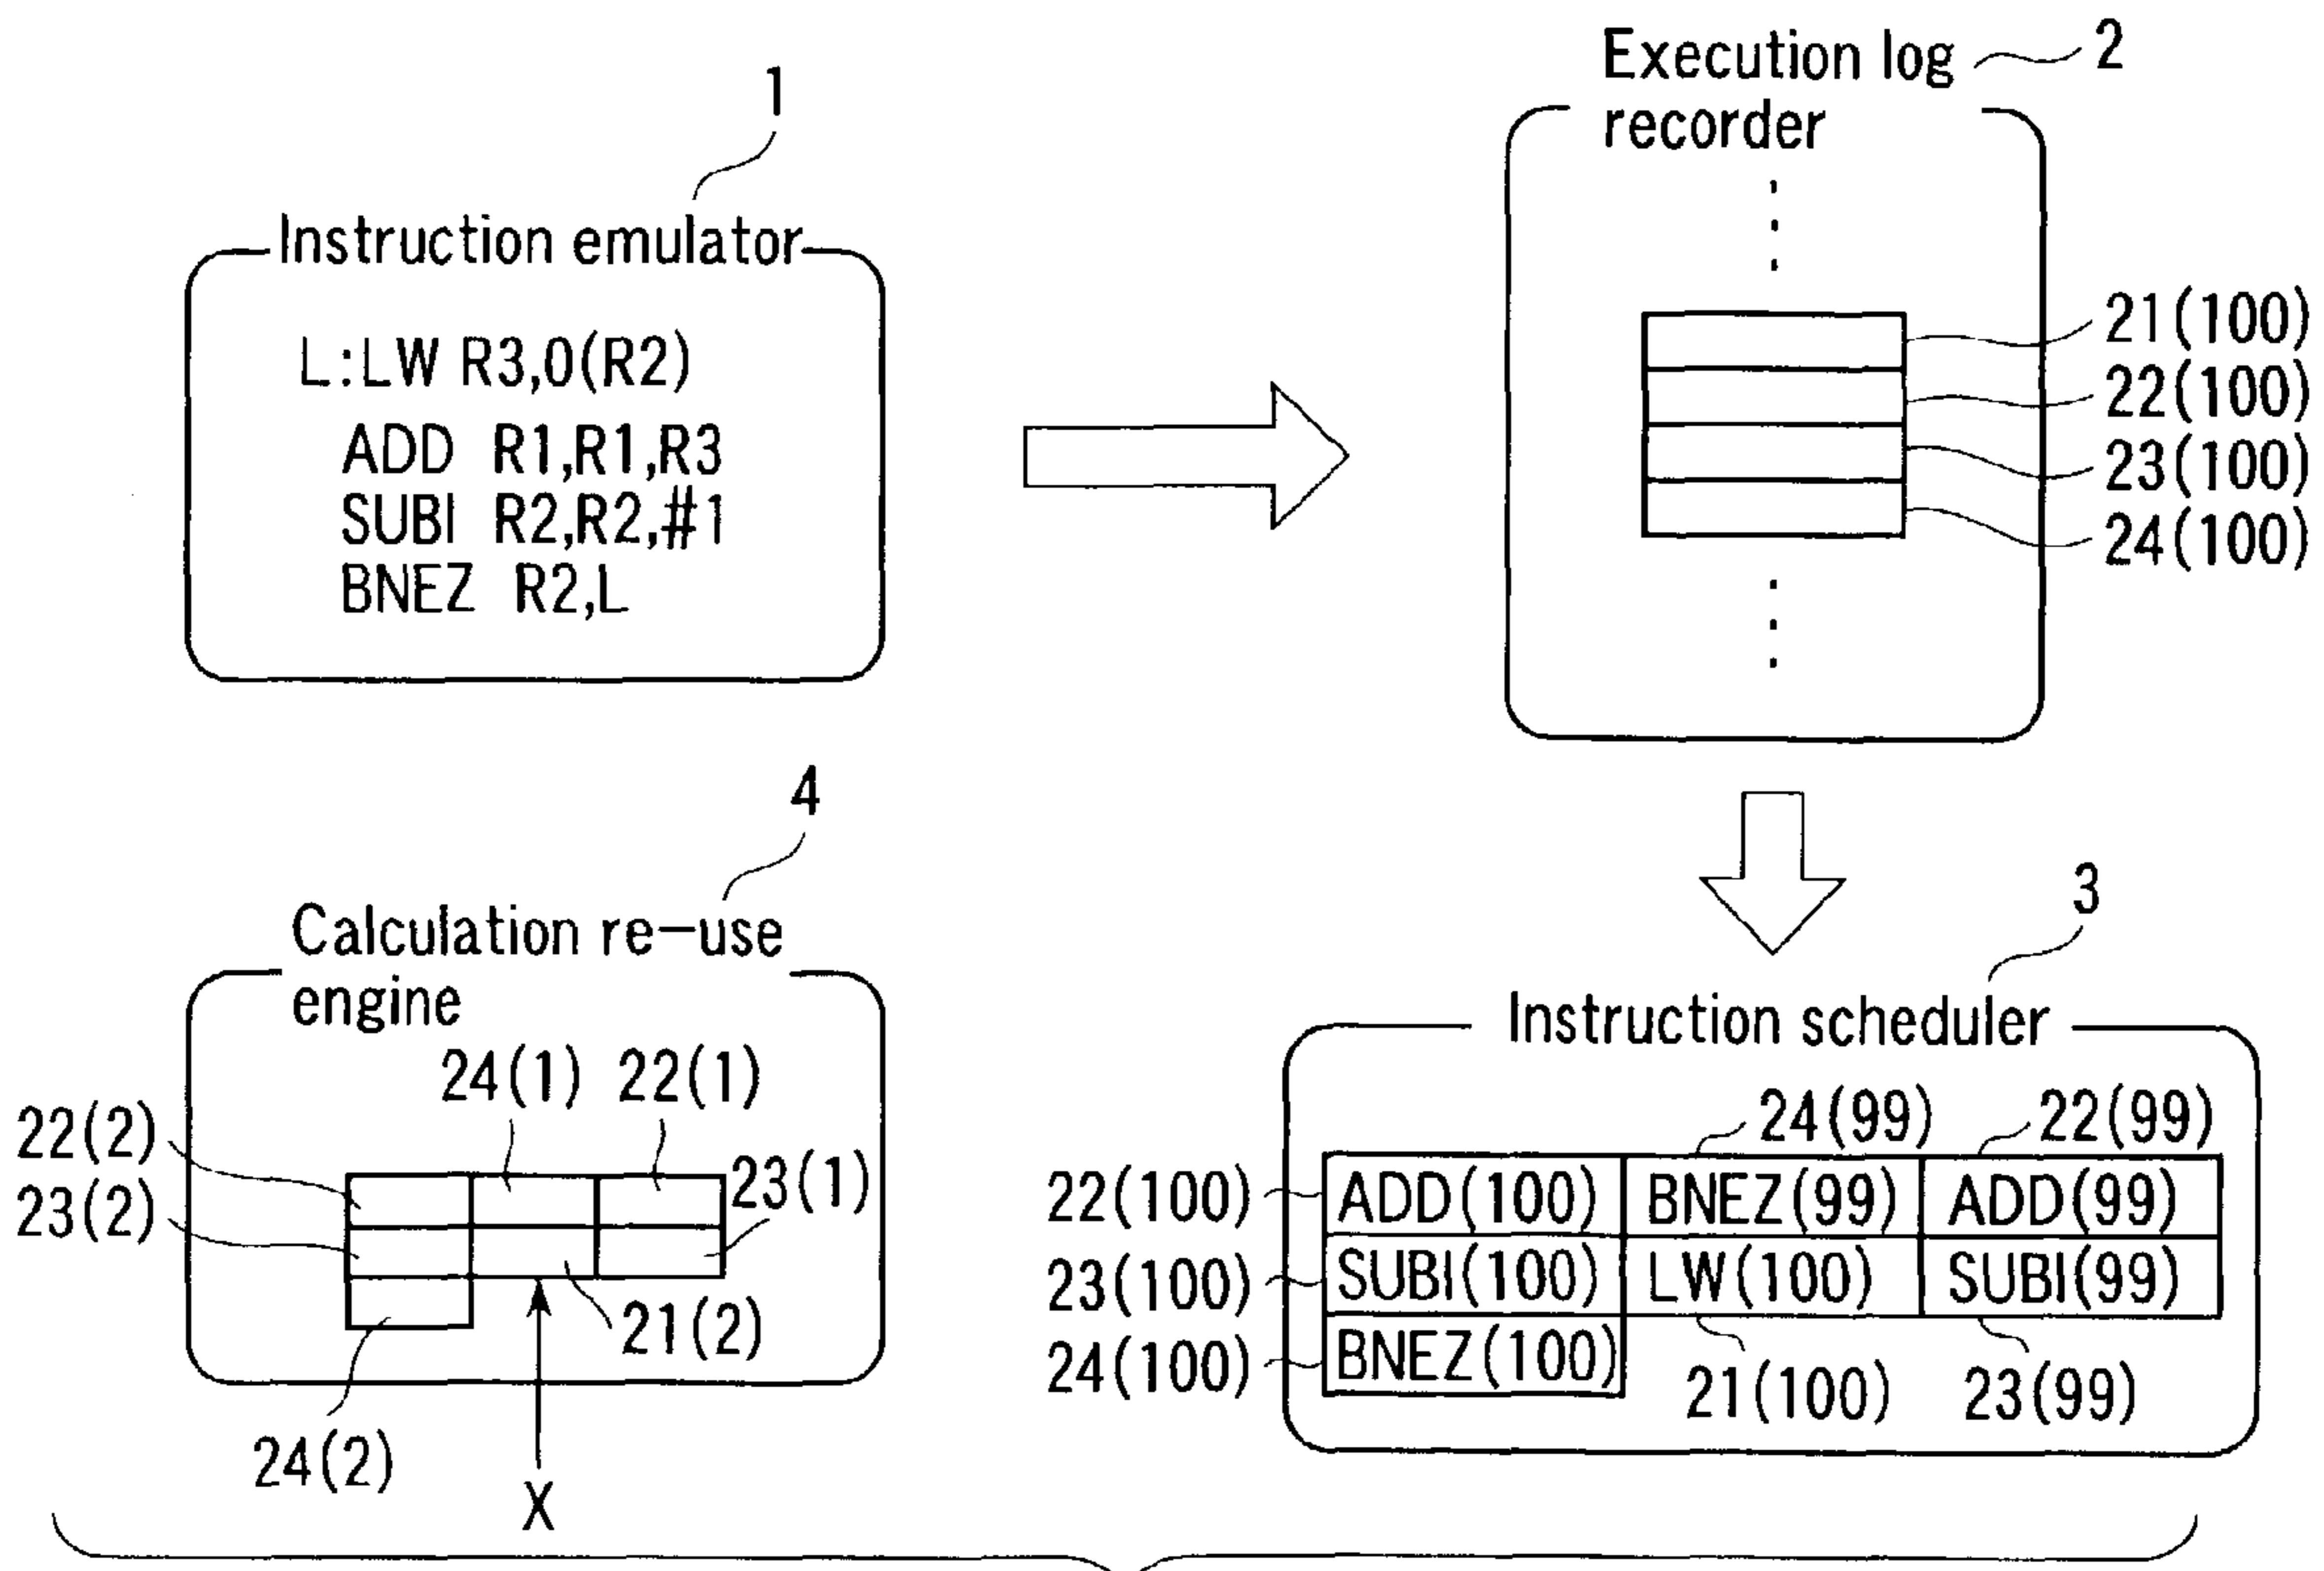 1
Instruction emulator
L:LW R3,0(R2)
ADD R1,R1,R3
SUBI R2,R2,#1
BNEZ R2,L
Execution log
recorder
2
21(100)
22(100)
23(100)
24(100)
4
Calculation re-use
engine
24(1) 22(1)
22(2)
23(1)
23(2)
21(2)
24(2)
X
3
Instruction scheduler
24(99) 22(99)
22(100) ADD(100) BNEZ(99) ADD(99)
23(100) SUBI(100) LW(100) SUBI(99)
24(100) BNEZ(100)
21(100) 23(99)